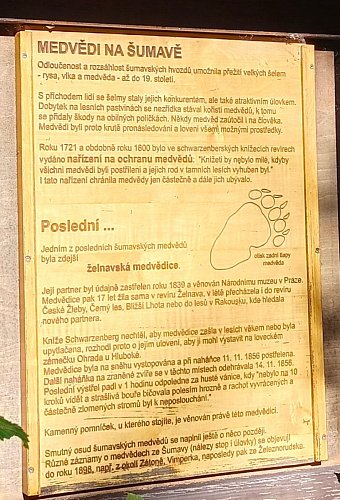 MEDVĚDI NA ŠUMAVĚ
Odloučenost a rozsáhlost šumavských hvozdů umožnila přežití velkých šelem
- rysa, vlka a medvěda - až do 19. století.
S příchodem lidí se šelmy staly jejich konkurentem, ale také atraktivním úlovkem.
Dobytek na lesních pastvinách se nezřídka stával kořistí medvědů, k tomu
se přidaly škody na obilných políčkách. Někdy medvěd zaútočil i na člověka.
Medvědi byli proto krutě pronásledováni a loveni všemi možnými prostředky.
Roku 1721 a obdobně roku 1600 bylo ve schwarzenberských knížecích revírech
vydáno nařízení na ochranu medvědů: "Knížeti by nebylo milé, kdyby
všichni medvědi byli postříleni a jejich rod v tamních lesích vyhuben byl."
I tato nařízení chránila medvědy jen částečně a dále jich ubývalo.
Poslední ...
Jedním z posledních šumavských medvědů
byla zdejší
želnavská medvědice.
otisk zadní tlapy
medvěda
Její partner byl údajně zastřelen roku 1839 a věnován Národnímu muzeu v Praze.
Medvědice pak 17 let žila sama v revíru Želnava, v létě přecházela i do revíru
České Žleby, Černý les, Bližší Lhota nebo do lesů v Rakousku, kde hledala
nového partnera.
Kníže Schwarzenberg nechtěl, aby medvědice zašla v lesích věkem nebo byla
upytlačena, rozhodl proto o jejím ulovení, aby ji mohl vystavit na loveckém
zámečku Ohrada u Hluboké.
Medvědice byla na sněhu vystopována a při naháňce 11. 11. 1856 postřelena.
Další naháňka na zraněné zvíře se v těchto místech odehrávala 14. 11. 1856.
Poslední výstřel padl v 1 hodinu odpoledne za husté vánice, kdy "nebylo na 10
kroků vidět a strašlivá bouře bičovala polesím hrozně a rachot vyvrácených a
částečně zlomených stromů byl k neposlouchání."
Kamenný pomníček, u kterého stojíte, je věnován právě této medvědici.
Smutný osud šumavských medvědů se naplnil ještě o něco později.
Různé záznamy o medvědech ze Šumavy (nálezy stop i úlavky) se objevují
do roku 1898, např. z okolí Zátoně, Vimperka, naposledy pak ze Železnorudska.